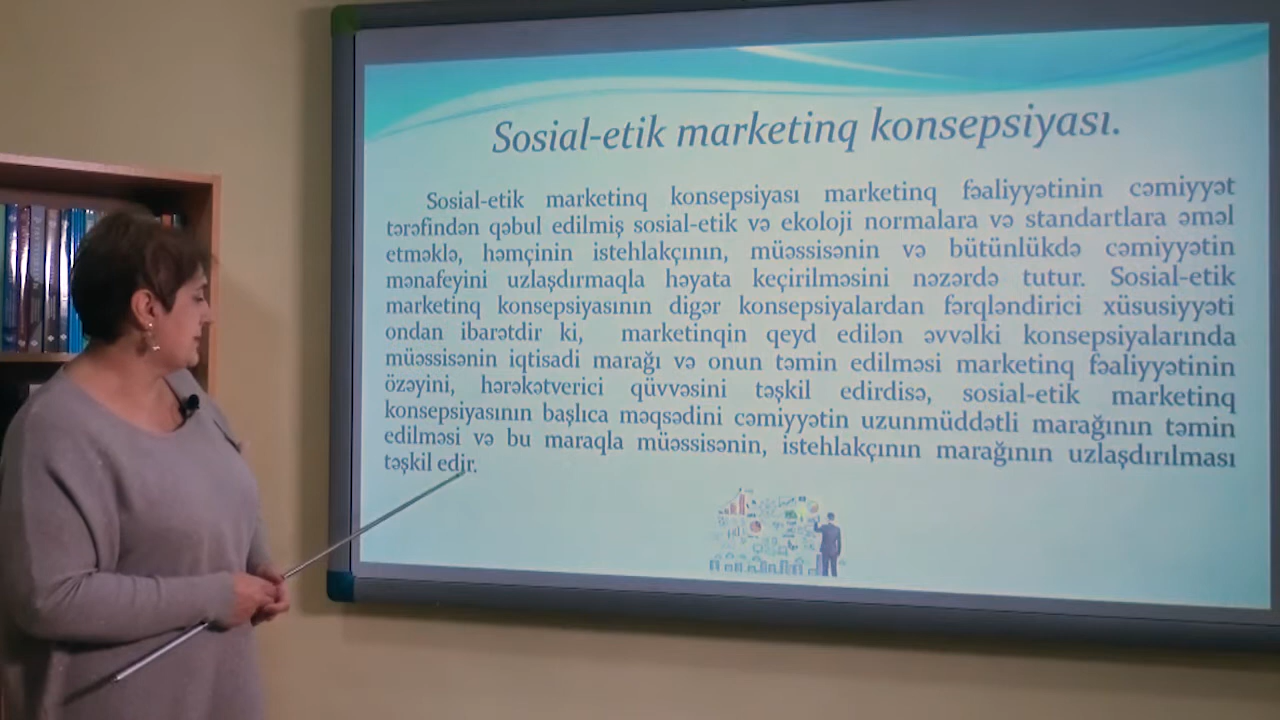 Sosial-etik marketinq konsepsiyası.
Sosial-etik marketinq konsepsiyası marketinq fəaliyyətinin cəmiyyət
tərəfindən qəbul edilmiş sosial-etik və ekoloji normalara və standartlara əməl
etməklə, həmçinin istehlakçının, müəssisənin və bütünlükdə cəmiyyətin
mənafeyini uzlaşdırmaqla həyata keçirilməsini nəzərdə tutur. Sosial-etik
marketinq konsepsiyasının digər konsepsiyalardan fərqləndirici xüsusiyyəti
ondan ibarətdir ki, marketinqin qeyd edilən əvvəlki konsepsiyalarında
müəssisənin iqtisadi marağı və onun təmin edilməsi marketinq fəaliyyətinin
özəyini, hərəkətverici qüvvəsini təşkil edirdisə, sosial-etik marketinq
konsepsiyasının başlıca məqsədini cəmiyyətin uzunmüddətli marağının təmin
edilməsi və bu maraqla müəssisənin, istehlakçının marağının uzlaşdırılması
təşkil edir.